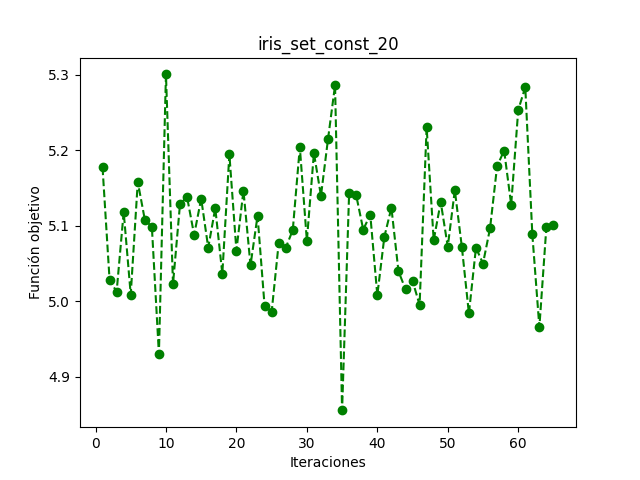 iris_set_const_20
5.3
5.2
5.1
5.0
4.9
Función objetivo
0 10 20 30 40 50 60
Iteraciones